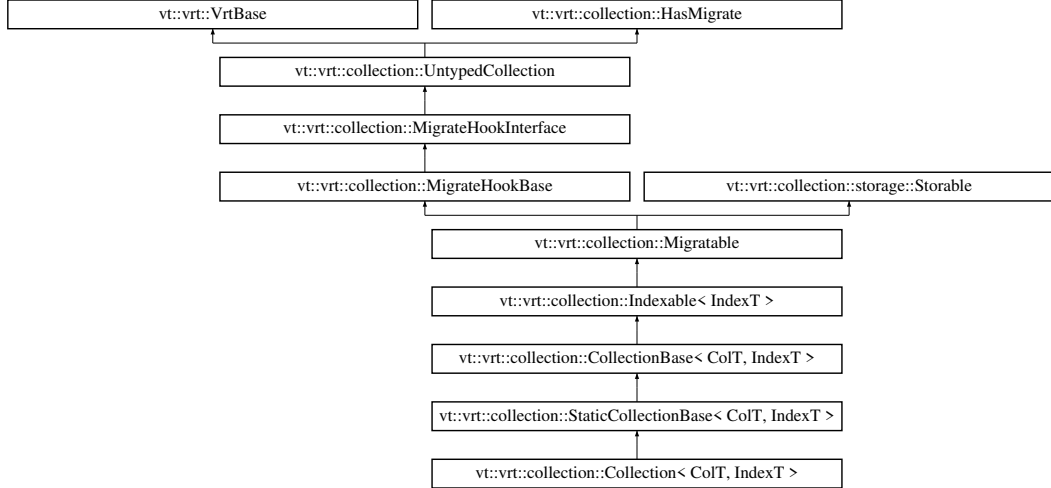 vt::vrt::VrtBase
vt::vrt::collection::HasMigrate
vt::vrt::collection::UntypedCollection
vt::vrt::collection::MigrateHookInterface
vt::vrt::collection::MigrateHookBase
vt::vrt::collection::storage::Storable
vt::vrt::collection::Migratable
vt::vrt::collection::Indexable< IndexT >
vt::vrt::collection::CollectionBase< ColT, IndexT >
vt::vrt::collection::StaticCollectionBase< ColT, IndexT >
vt::vrt::collection::Collection< ColT, IndexT >